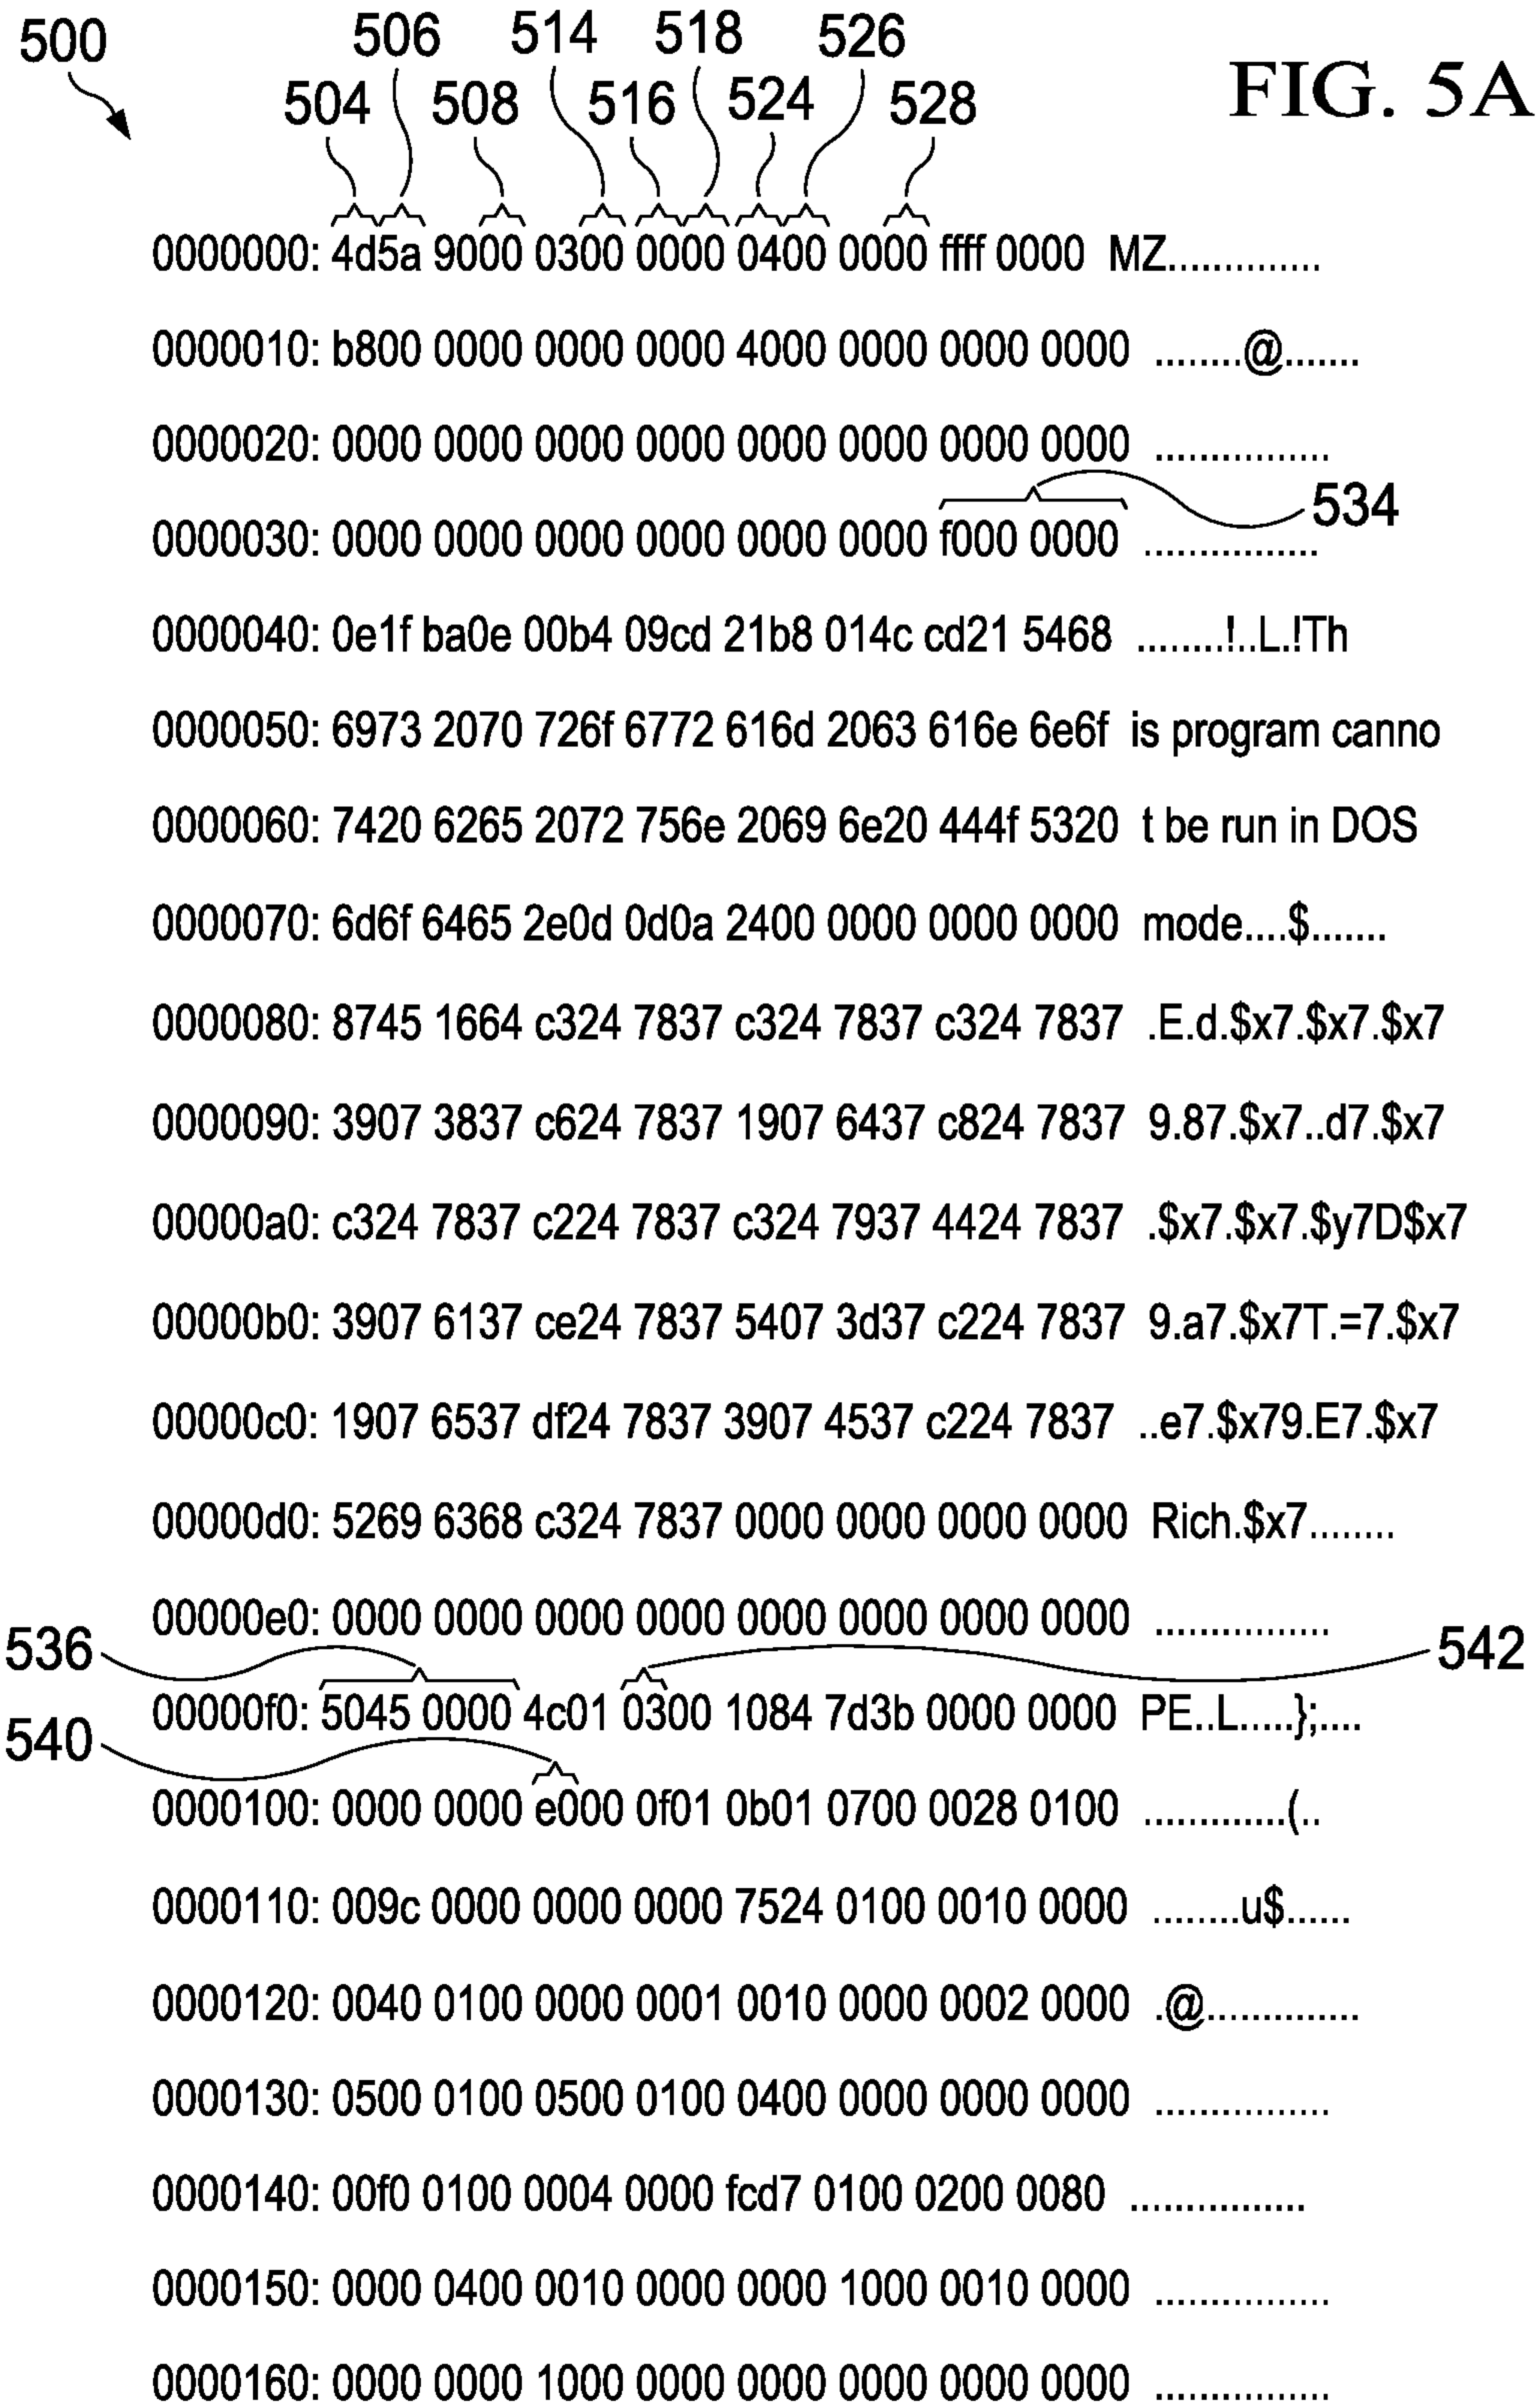 500 506 514 518 526 FIG. 5A
504 508 516 524 528
0000000: 4d5a 9000 0300 0000 0400 0000 ffff 0000 MZ..............
0000010: b800 0000 0000 0000 4000 0000 0000 0000 ........@.......
0000020: 0000 0000 0000 0000 0000 0000 0000 0000 ................
534
0000030: 0000 0000 0000 0000 0000 0000 f000 0000 ................
0000040: 0e1f ba0e 00b4 09cd 21b8 014c cd21 5468 ........!..L.!Th
0000050: 6973 2070 726f 6772 616d 2063 616e 6e6f is program canno
0000060: 7420 6265 2072 756e 2069 6e20 444f 5320 t be run in DOS
0000070: 6d6f 6465 2e0d 0d0a 2400 0000 0000 0000 mode....$.......
0000080: 8745 1664 c324 7837 c324 7837 c324 7837 .E.d.$x7.$x7.$x7
0000090: 3907 3837 c624 7837 1907 6437 c824 7837 9.87.$x7..d7.$x7
00000a0: c324 7837 c224 7837 c324 7937 4424 7837 .$x7.$x7.$y7D$x7
00000b0: 3907 6137 ce24 7837 5407 3d37 c224 7837 9.a7.$x7T.=7.$x7
00000c0: 1907 6537 df24 7837 3907 4537 c224 7837 ..e7.$x79.E7.$x7
00000d0: 5269 6368 c324 7837 0000 0000 0000 0000 Rich.$x7........
00000e0: 0000 0000 0000 0000 0000 0000 0000 0000 ................
536 542
00000f0: 5045 0000 4c01 0300 1084 7d3b 0000 0000 PE..L.....};....
540
0000100: 0000 0000 e000 0f01 0b01 0700 0028 0100 .............(..
0000110: 009c 0000 0000 0000 7524 0100 0010 0000 ........u$......
0000120: 0040 0100 0000 0001 0010 0000 0002 0000 .@..............
0000130: 0500 0100 0500 0100 0400 0000 0000 0000 ................
0000140: 00f0 0100 0004 0000 fcd7 0100 0200 0080 ................
0000150: 0000 0400 0010 0000 0000 1000 0010 0000 ................
0000160: 0000 0000 1000 0000 0000 0000 0000 0000 ................